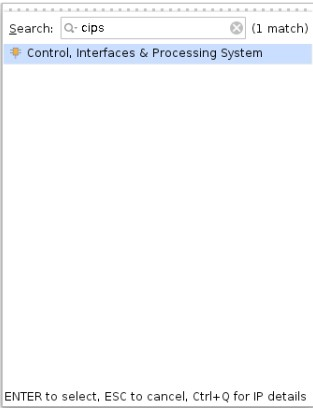 Search: cips (1 match)
Control, Interfaces & Processing System
ENTER to select, ESC to cancel, Ctrl+Q for IP details